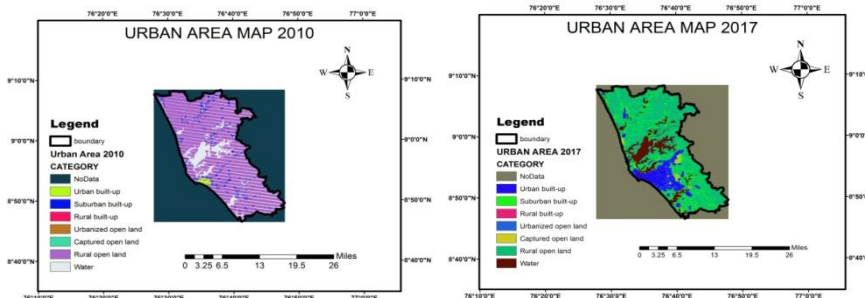 76°10'0"E 76°20'0"E 76°30'0"E 76°40'0"E 76°50'0"E 77°0'0"E
URBAN AREA MAP 2010
N
W E
S
9°10'0"N
9°0'0"N
8°50'0"N
8°40'0"N
Legend
boundary
Urban Area 2010
CATEGORY
NoData
Urban built-up
Suburban built-up
Rural built-up
Urbanized open land
Captured open land
Rural open land
Water
Miles
0 3.25 6.5 13 19.5 26
URBAN AREA MAP 2017
N
W E
S
9°10'0"N
9°0'0"N
8°50'0"N
8°40'0"N
Legend
boundary
URBAN AREA 2017
CATEGORY
NoData
Urban built-up
Suburban built-up
Rural built-up
Urbanized open land
Captured open land
Rural open land
Water
Miles
0 3.25 6.5 13 19.5 26
76°10'0"E 76°20'0"E 76°30'0"E 76°40'0"E 76°50'0"E 77°0'0"E